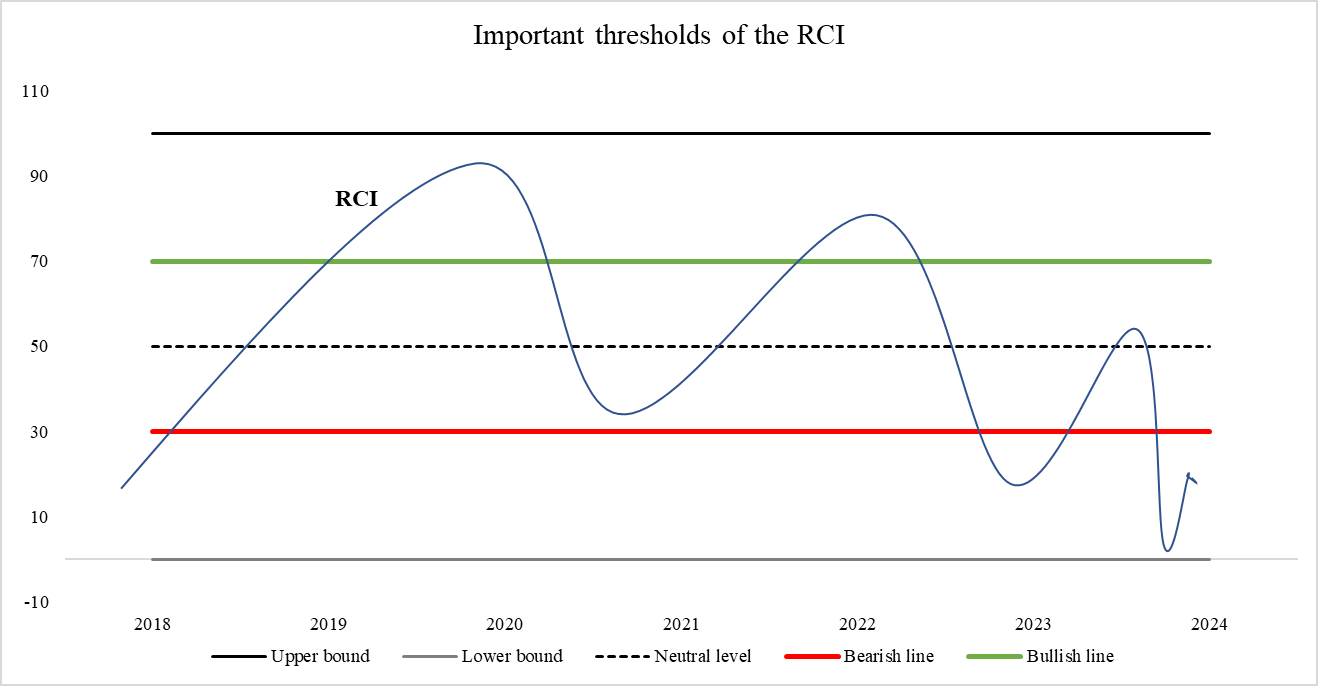 Important thresholds of the RCI
110
90
RCI
70
50
30
10
-10
2018 2019 2020 2021 2022 2023 2024
Upper bound Lower bound Neutral level Bearish line Bullish line